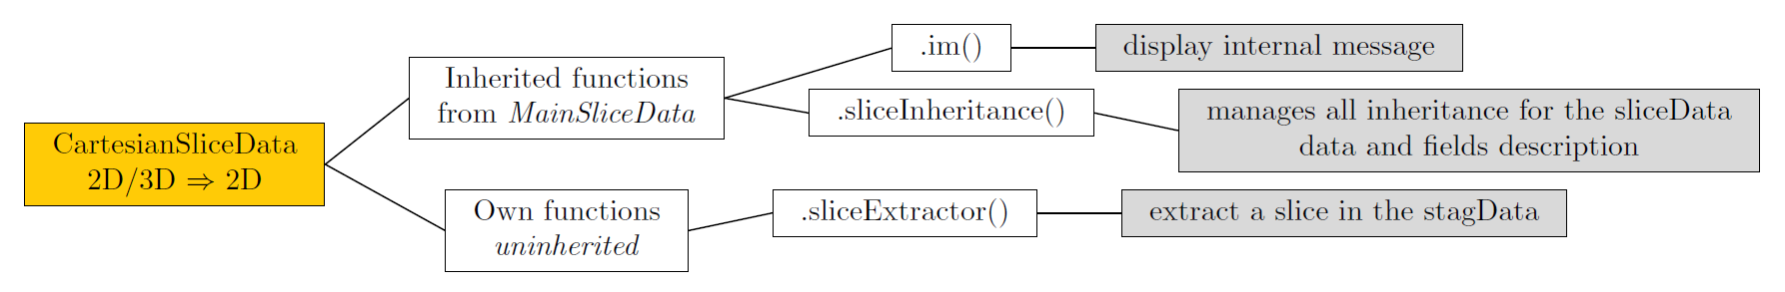 CartesianSliceData
2D/3D ⇒ 2D
Inherited functions
from MainSliceData
.im()
display internal message
.sliceInheritance()
manages all inheritance for the sliceData
data and fields description
Own functions
uninherited
.sliceExtractor()
extract a slice in the stagData